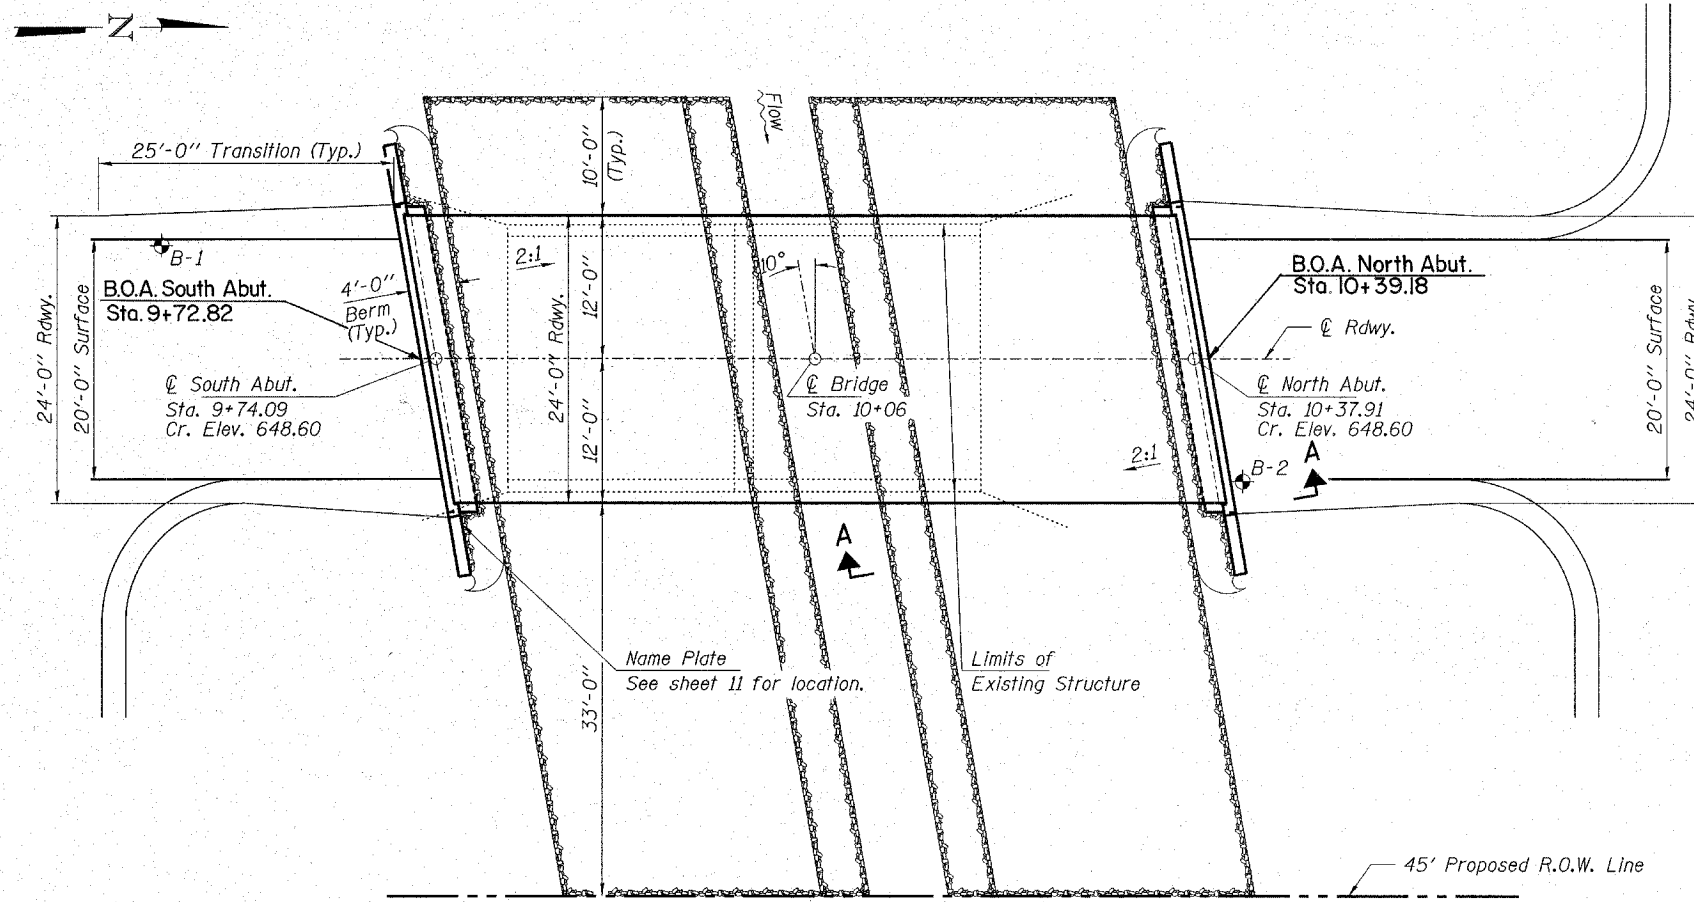 N
Flow
25'-0" Transition (Typ.)
10'-0"
(Typ.)
B-1
2:1
10°
B.O.A. South Abut.
Sta. 9+72.82
4'-0"
Berm
(Typ.)
B.O.A. North Abut.
Sta. 10+39.18
℄ Rdwy.
24'-0" Rdwy.
20'-0" Surface
24'-0" Rdwy.
12'-0"
12'-0"
℄ South Abut.
Sta. 9+74.09
Cr. Elev. 648.60
℄ Bridge
Sta. 10+06
℄ North Abut.
Sta. 10+37.91
Cr. Elev. 648.60
20'-0" Surface
24'-0" Rdwy.
2:1
B-2
A
A
Name Plate
See sheet 11 for location.
Limits of
Existing Structure
33'-0"
45' Proposed R.O.W. Line